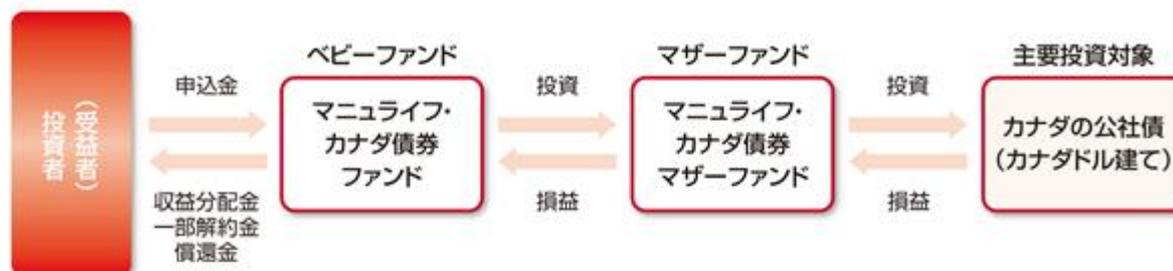 投資者
(受益者)
申込金
収益分配金
一部解約金
償還金
ベビーファンド
マニュライフ・
カナダ債券
ファンド
投資
損益
マザーファンド
マニュライフ・
カナダ債券
マザーファンド
投資
損益
主要投資対象
カナダの公社債
(カナダドル建て)